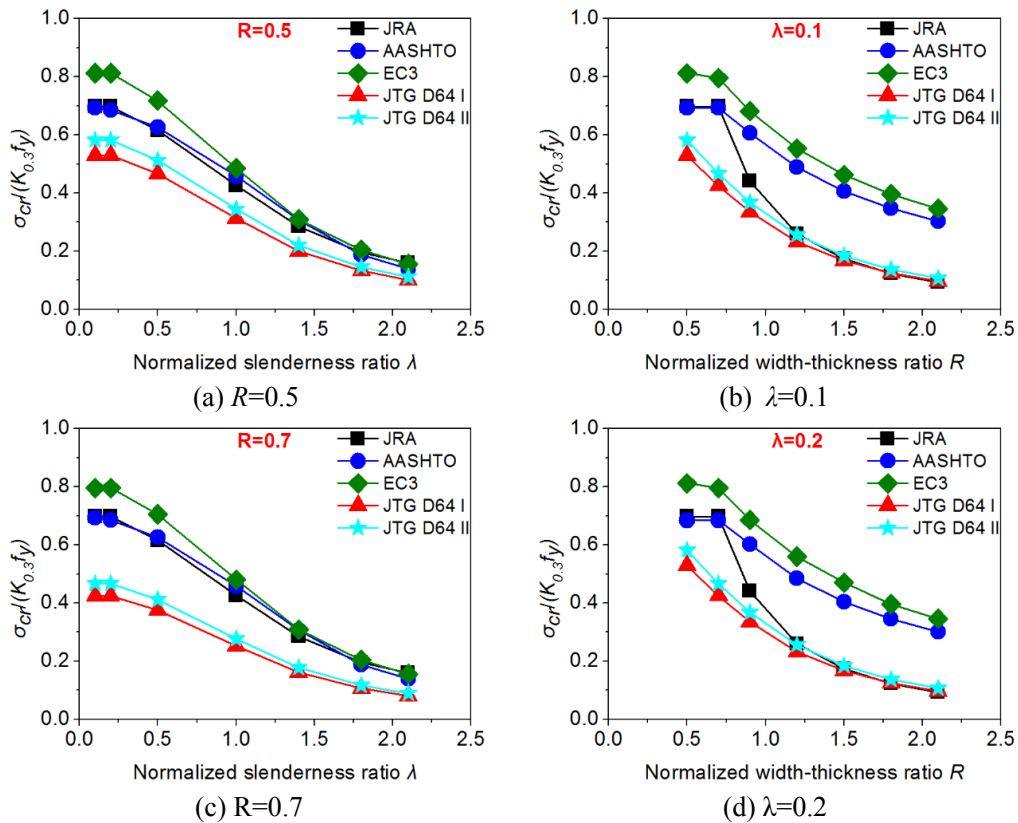 R=0.5
JRA
AASHTO
EC3
JTG D64 I
JTG D64 II
1.0
0.8
0.6
0.4
0.2
0.0
σcr/(K0.3fy)
0.0 0.5 1.0 1.5 2.0 2.5
Normalized slenderness ratio λ
(a) R=0.5
λ=0.1
JRA
AASHTO
EC3
JTG D64 I
JTG D64 II
1.0
0.8
0.6
0.4
0.2
0.0
σcr/(K0.3fy)
0.0 0.5 1.0 1.5 2.0 2.5
Normalized width-thickness ratio R
(b) λ=0.1
R=0.7
JRA
AASHTO
EC3
JTG D64 I
JTG D64 II
1.0
0.8
0.6
0.4
0.2
0.0
σcr/(K0.3fy)
0.0 0.5 1.0 1.5 2.0 2.5
Normalized slenderness ratio λ
(c) R=0.7
λ=0.2
JRA
AASHTO
EC3
JTG D64 I
JTG D64 II
1.0
0.8
0.6
0.4
0.2
0.0
σcr/(K0.3fy)
0.0 0.5 1.0 1.5 2.0 2.5
Normalized width-thickness ratio R
(d) λ=0.2